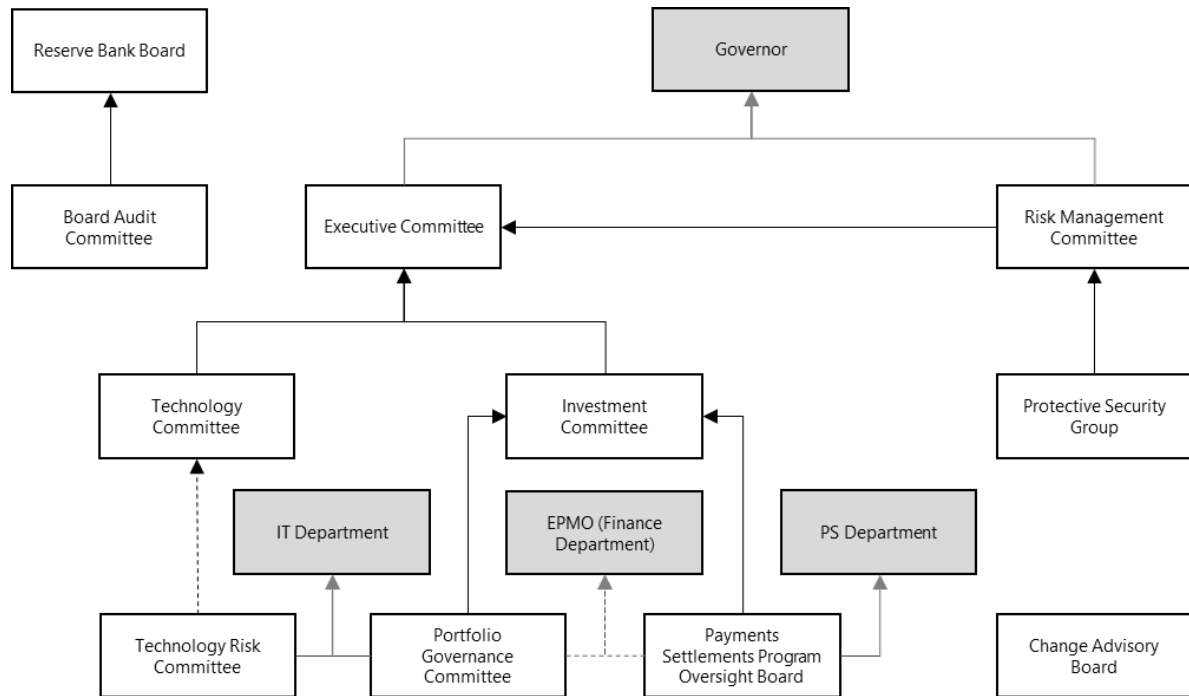 Reserve Bank Board
Governor
Board Audit
Committee
Executive Committee
Risk Management
Committee
Technology
Committee
Investment
Committee
Protective Security
Group
IT Department
EPMO (Finance
Department)
PS Department
Technology Risk
Committee
Portfolio
Governance
Committee
Payments
Settlements Program
Oversight Board
Change Advisory
Board